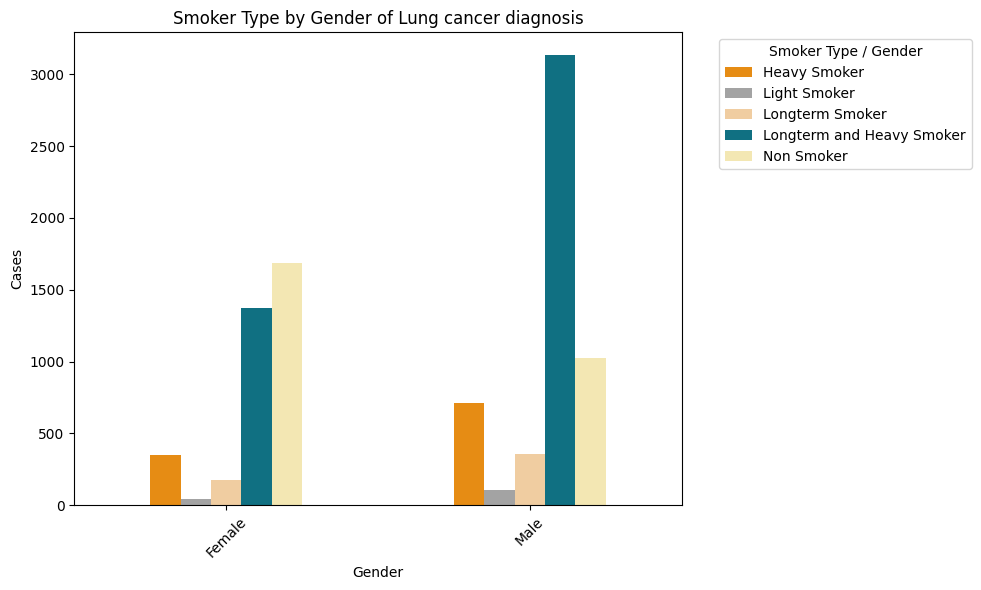 Smoker Type by Gender of Lung cancer diagnosis
3000
2500
2000
1500
1000
500
0
Cases
Female
Male
Gender
Smoker Type / Gender
Heavy Smoker
Light Smoker
Longterm Smoker
Longterm and Heavy Smoker
Non Smoker